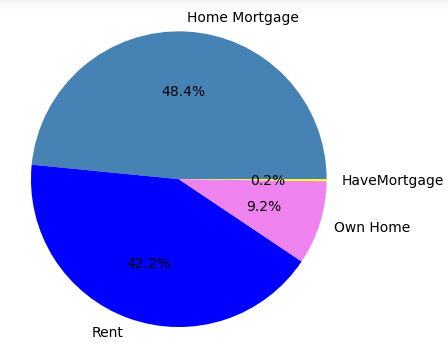 Home Mortgage
48.4%
0.2%
HaveMortgage
9.2%
Own Home
42.2%
Rent